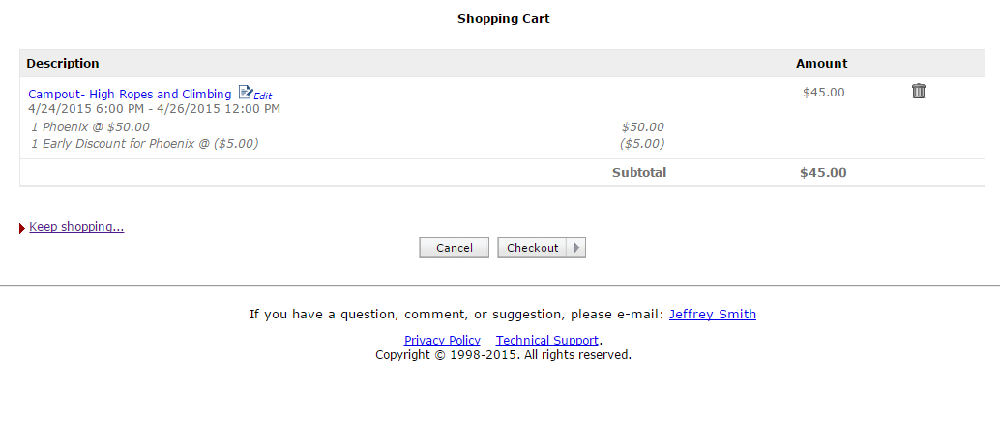 Shopping Cart
Description Amount
Campout- High Ropes and Climbing Edit $45.00
4/24/2015 6:00 PM - 4/26/2015 12:00 PM
1 Phoenix @ $50.00 $50.00
1 Early Discount for Phoenix @ ($5.00) ($5.00)
Subtotal $45.00
Keep shopping...
Cancel Checkout
If you have a question, comment, or suggestion, please e-mail: Jeffrey Smith
Privacy Policy Technical Support.
Copyright © 1998-2015. All rights reserved.